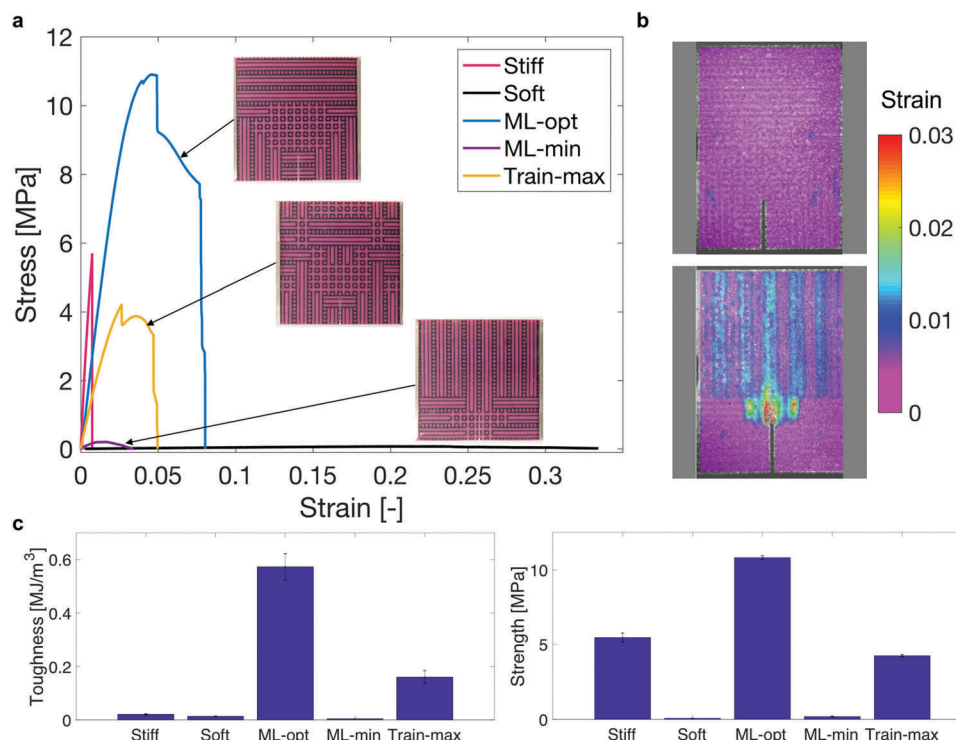 a
12
10
8
6
4
2
0
Stress [MPa]
0
0.05
0.1
0.15
0.2
0.25
0.3
Strain [-]
Stiff
Soft
ML-opt
ML-min
Train-max
b
Strain
0.03
0.02
0.01
0
c
Toughness [MJ/m³]
0.6
0.4
0.2
0
Stiff
Soft
ML-opt
ML-min
Train-max
Strength [MPa]
10
5
0
Stiff
Soft
ML-opt
ML-min
Train-max